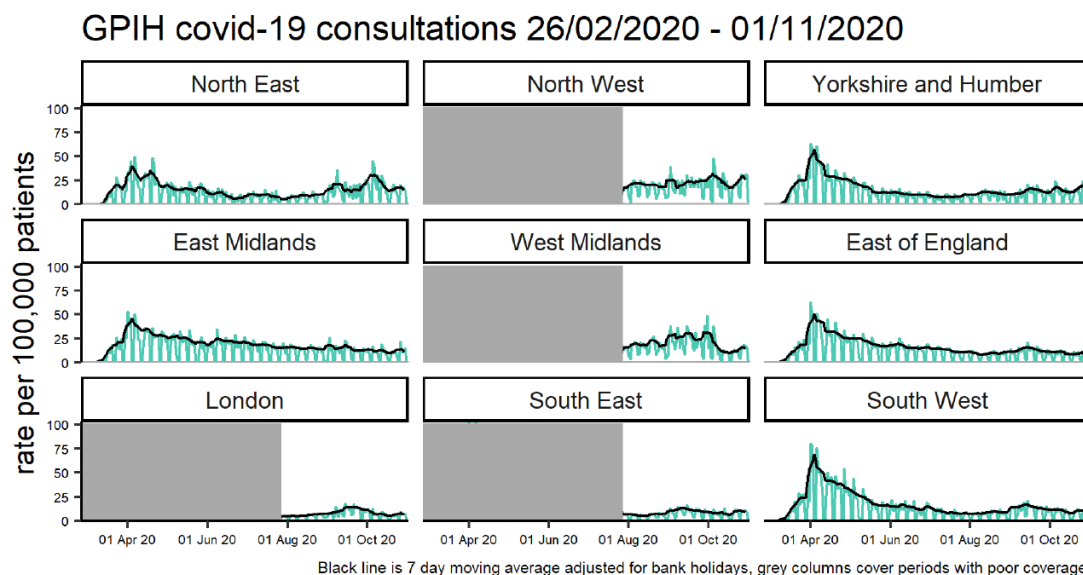 GPIH covid-19 consultations 26/02/2020 - 01/11/2020
rate per 100,000 patients
North East
North West
Yorkshire and Humber
100
75
50
25
0
East Midlands
West Midlands
East of England
100
75
50
25
0
London
South East
South West
100
75
50
25
0
01 Apr 20 01 Jun 20 01 Aug 20 01 Oct 20
01 Apr 20 01 Jun 20 01 Aug 20 01 Oct 20
01 Apr 20 01 Jun 20 01 Aug 20 01 Oct 20
Black line is 7 day moving average adjusted for bank holidays, grey columns cover periods with poor coverage